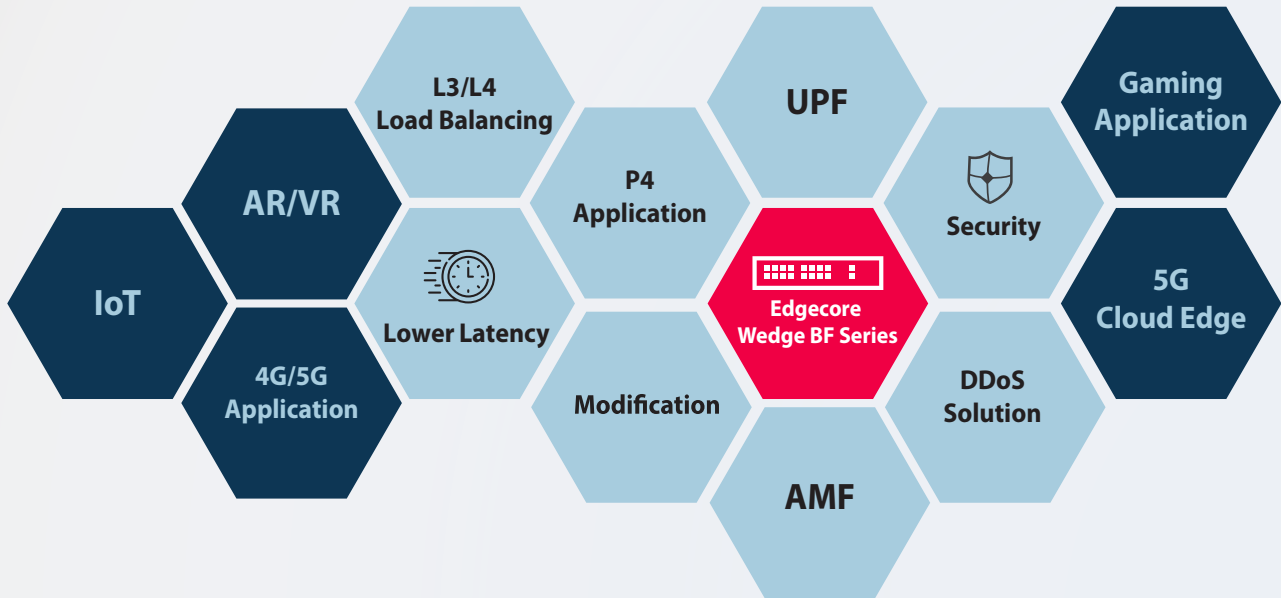 L3/L4
Load Balancing
UPF
Gaming
Application
AR/VR
P4
Application
Security
IoT
Lower Latency
Edgecore
Wedge BF Series
5G
Cloud Edge
4G/5G
Application
Modification
DDoS
Solution
AMF